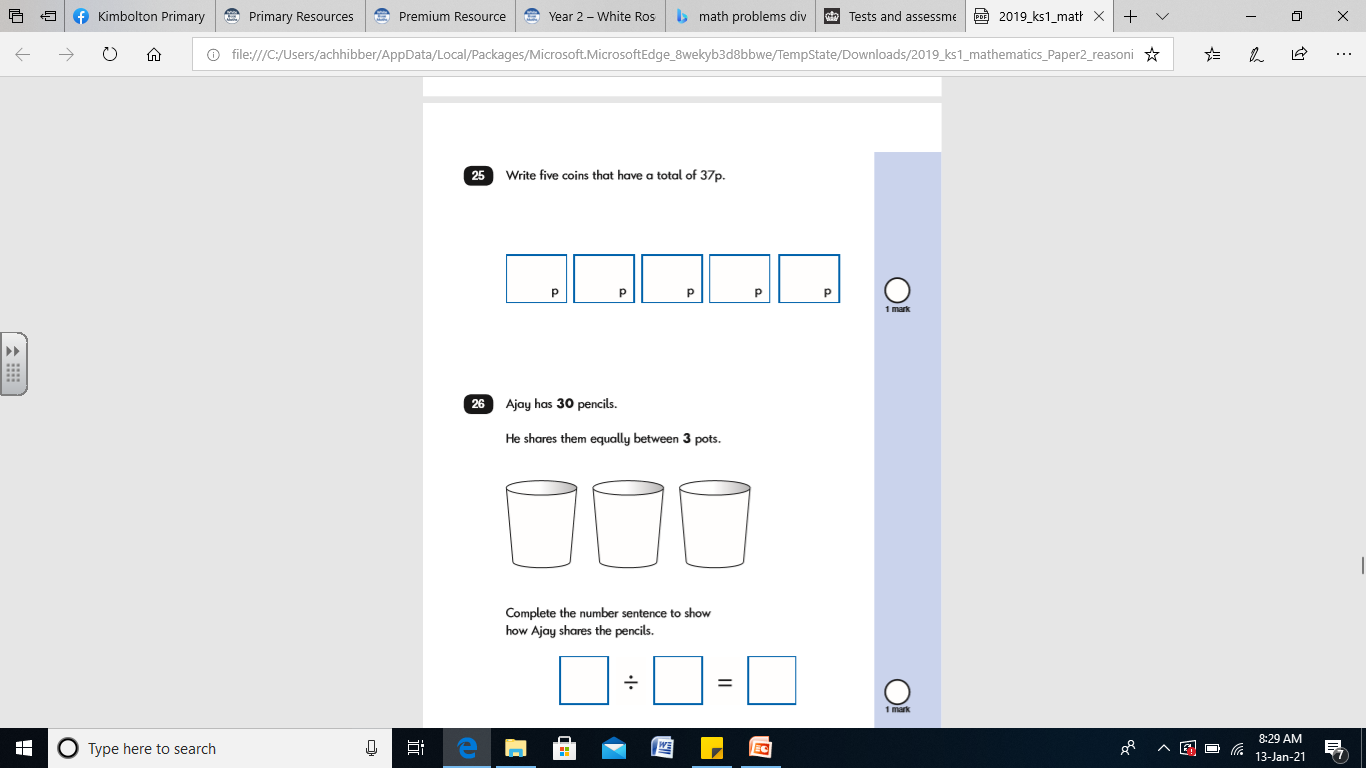 Kimbolton Primary
Primary Resources
Premium Resource
Year 2 – White Ros
math problems div
Tests and assessme
PDF
2019_ks1_matl
file:///C:/Users/achhibber/AppData/Local/Packages/Microsoft.MicrosoftEdge_8wekyb3d8bbwe/TempState/Downloads/2019_ks1_mathematics_Paper2_reasoni
25 Write five coins that have a total of 37p.
p p p p p
1 mark
26 Ajay has 30 pencils.
He shares them equally between 3 pots.
Complete the number sentence to show
how Ajay shares the pencils.
÷ =
1 mark
Type here to search
8:29 AM
13-Jan-21
7